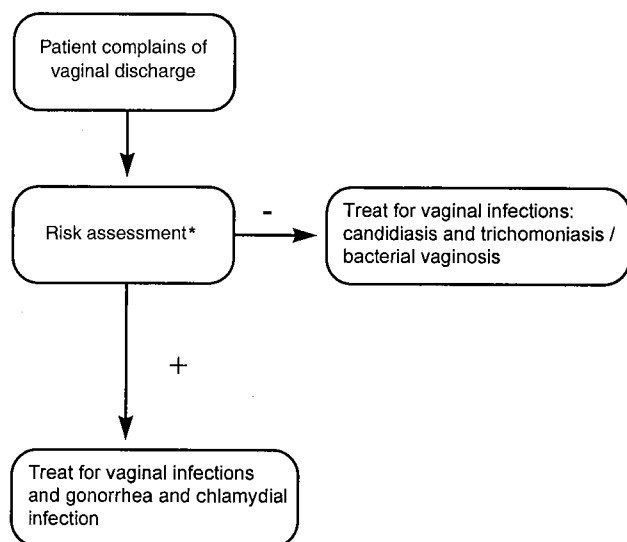 Patient complains of
vaginal discharge
Risk assessment*
-
Treat for vaginal infections:
candidiasis and trichomoniasis /
bacterial vaginosis
+
Treat for vaginal infections
and gonorrhea and chlamydial
infection